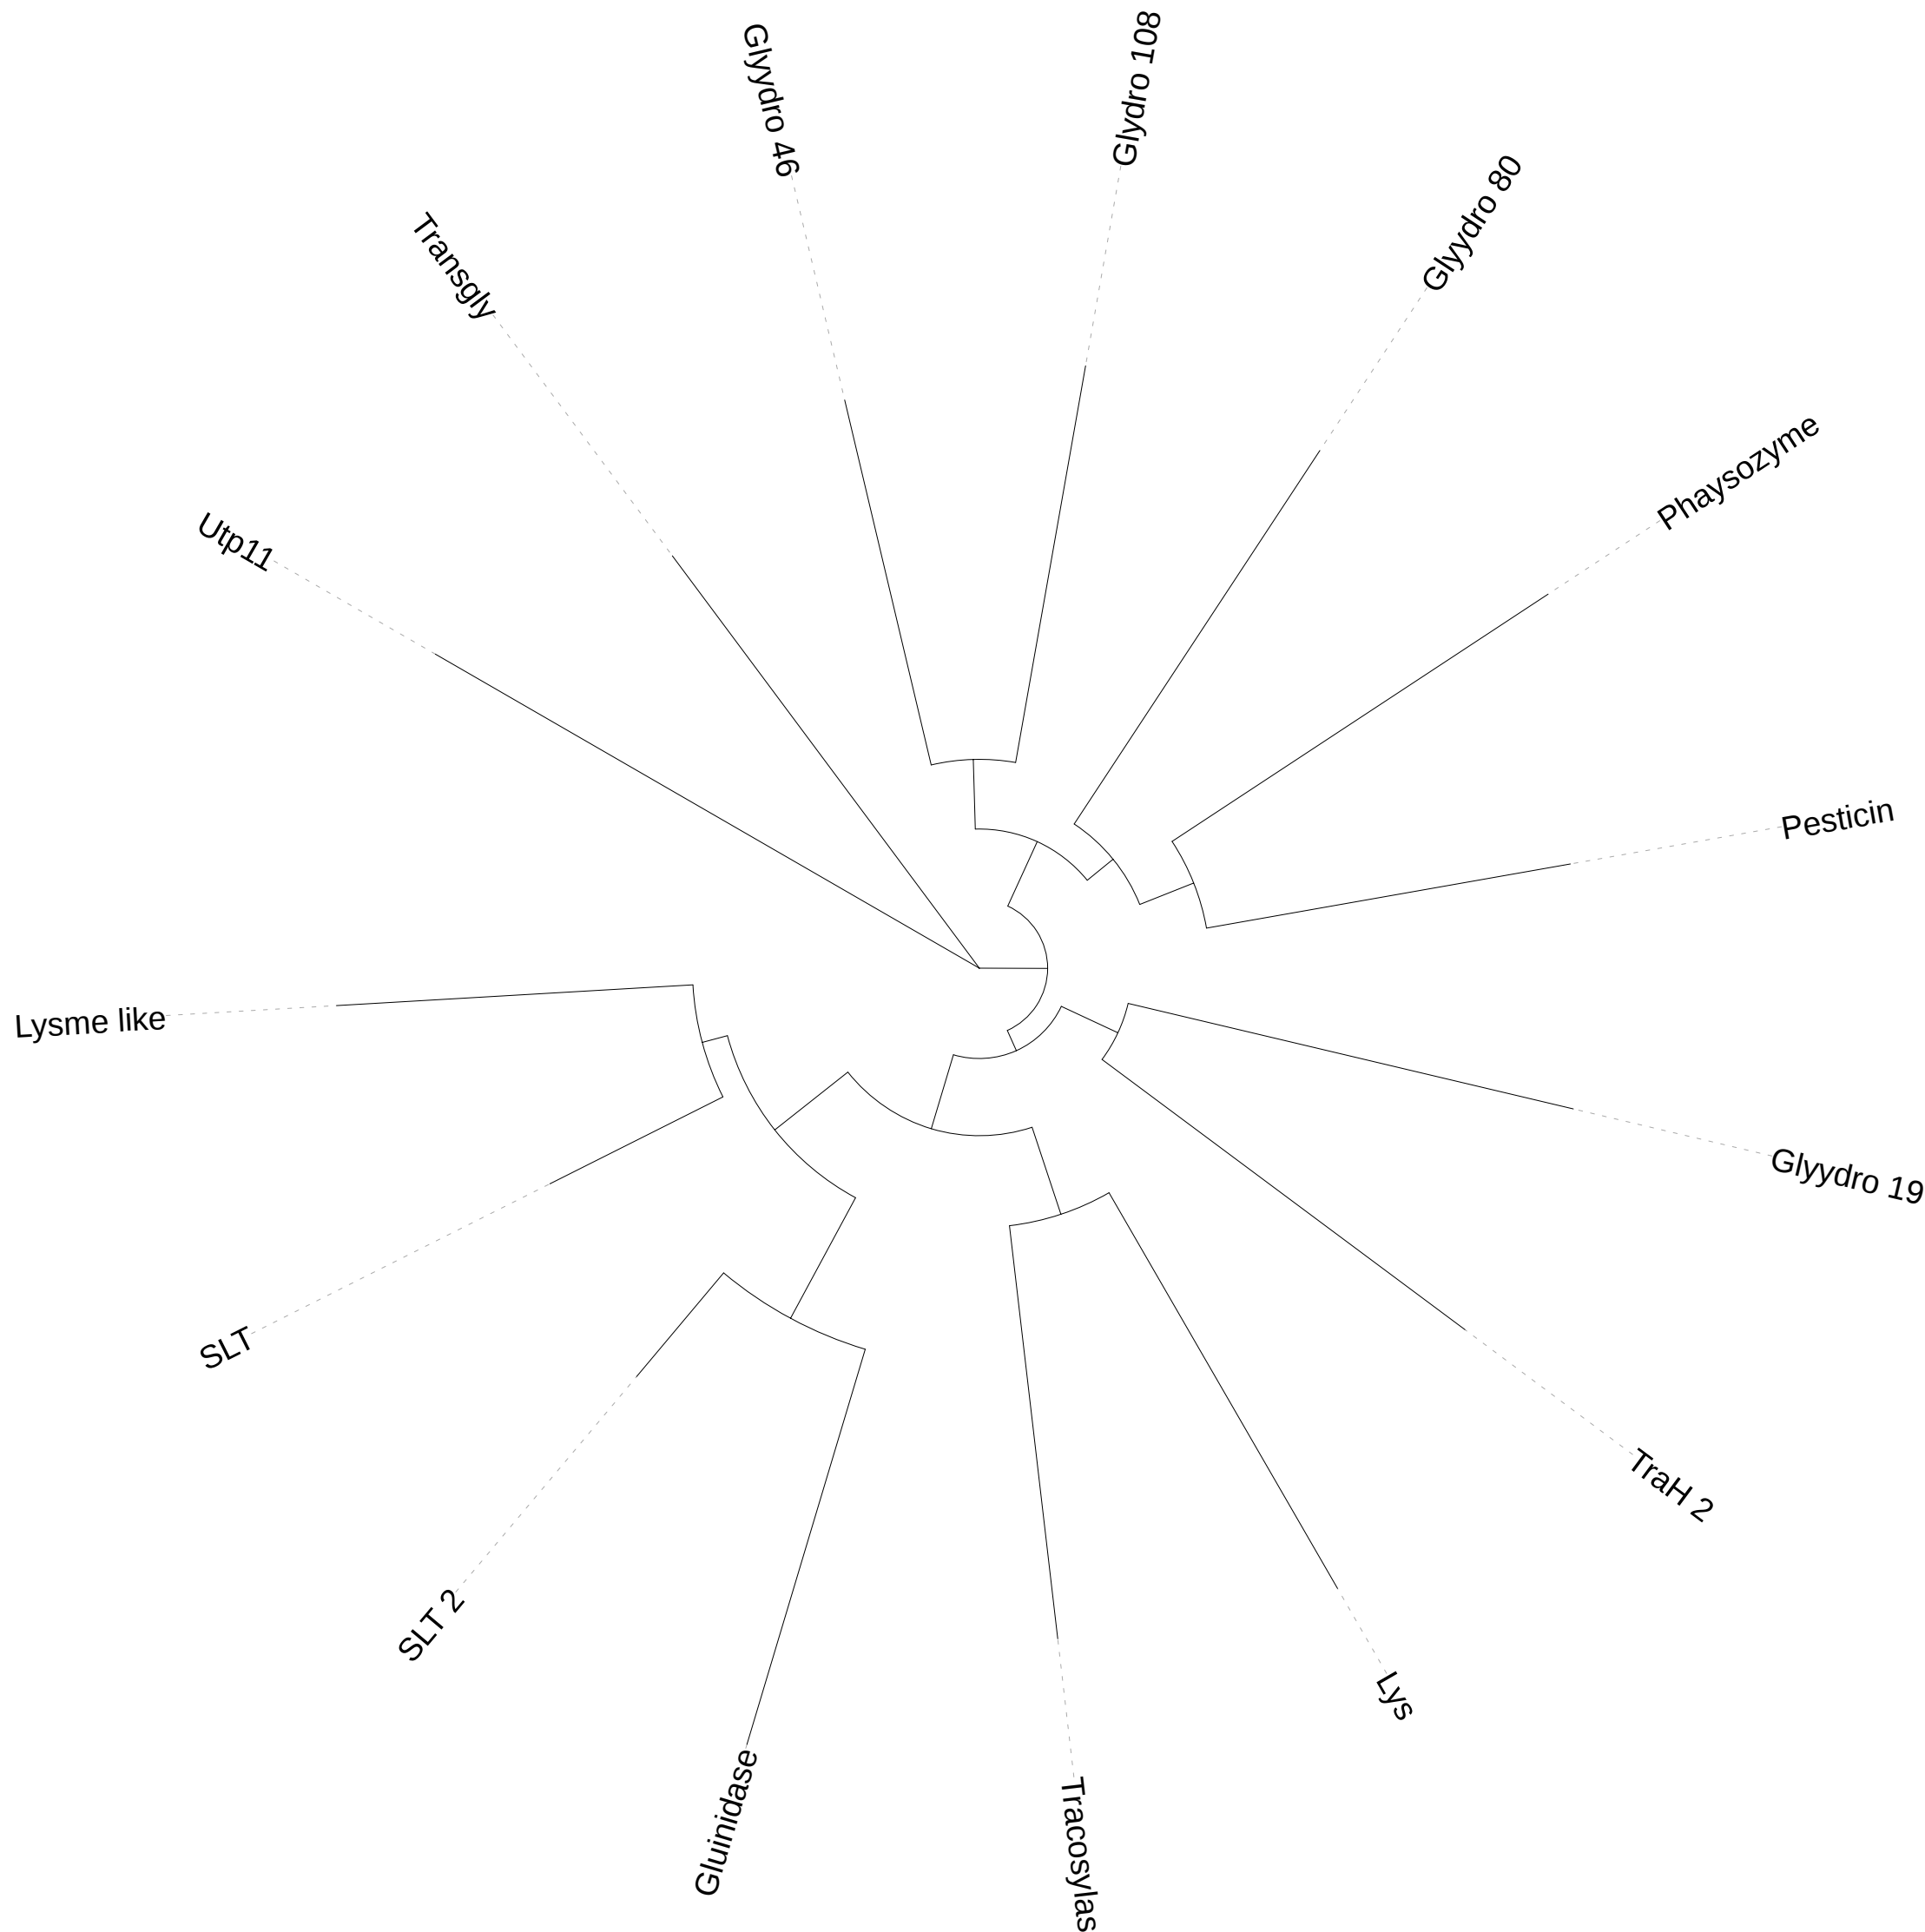 Glyydro 46
Glydro 108
Glyydro 80
Transgly
Phaysozyme
Utp11
Pesticin
Lysme like
Glyydro 19
SLT
TraH 2
SLT 2
Lys
Gluinidase
Tracosylas